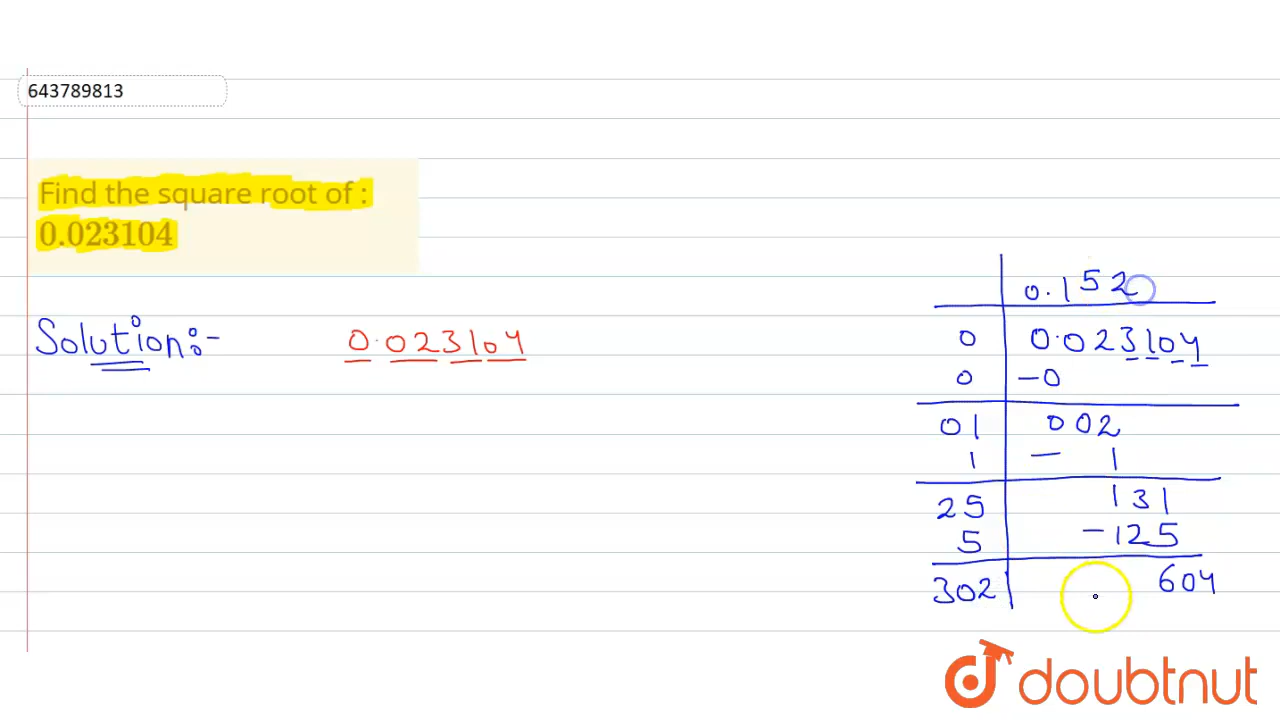 643789813
Find the square root of :
0.023104
Solution:-
0.023104
0.152
0 0.023104
0 -0
01 002
1 - 1
25 131
5 -125
302 604
doubtnut